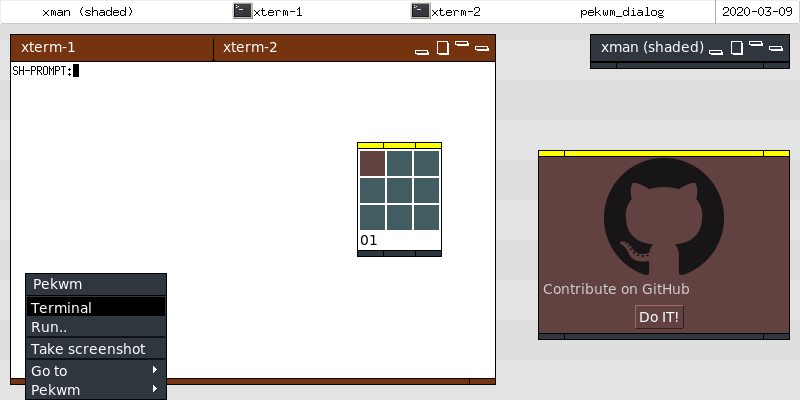 xman (shaded) xterm-1 xterm-2 pekwm_dialog 2020-03-09
xterm-1 xterm-2
xman (shaded)
SH-PROMPT:
01
Contribute on GitHub
Do IT!
Pekwm
Terminal
Run..
Take screenshot
Go to
Pekwm